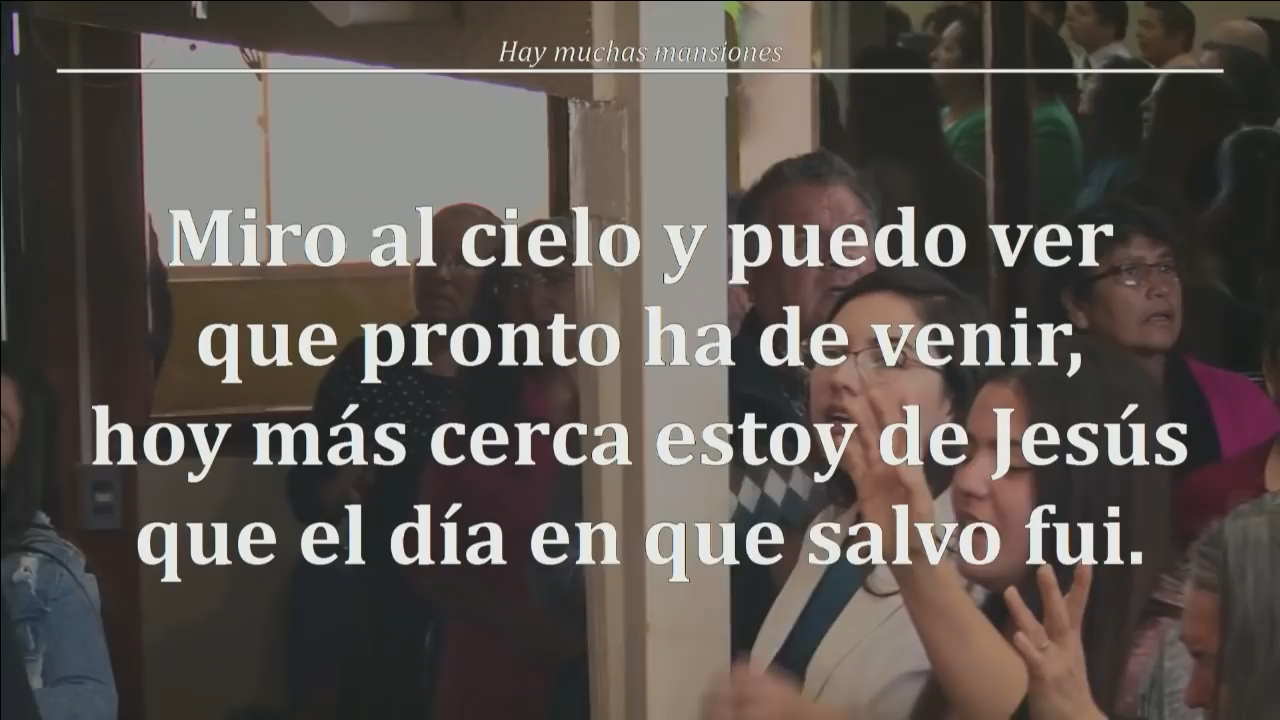 Hay muchas mansiones
Miro al cielo y puedo ver
que pronto ha de venir,
hoy más cerca estoy de Jesús
que el día en que salvo fui.